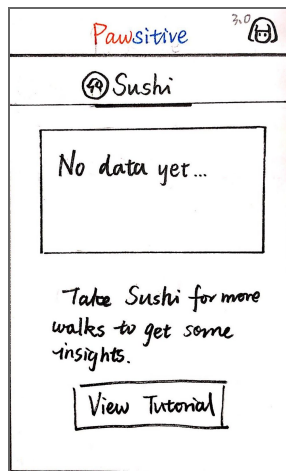 3.0
Pawsitive
Sushi
No data yet...
Take Sushi for more
walks to get some
insights.
View Tutorial